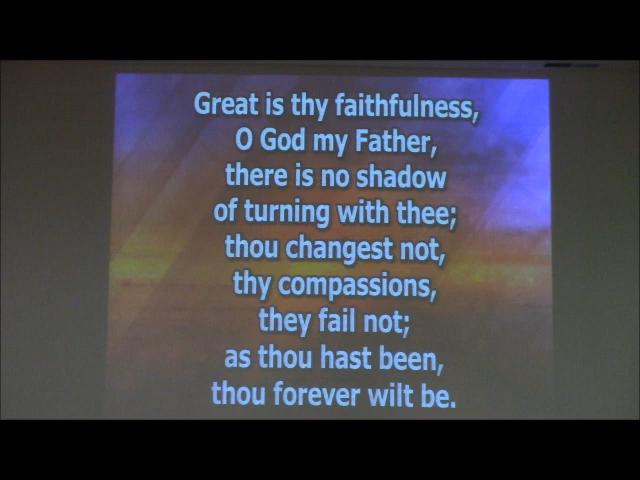 Great is thy faithfulness,
O God my Father,
there is no shadow
of turning with thee;
thou changest not,
thy compassions,
they fail not;
as thou hast been,
thou forever wilt be.